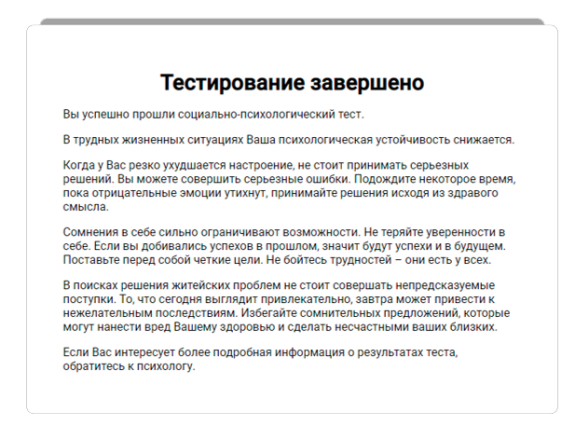 Тестирование завершено
Вы успешно прошли социально-психологический тест.
В трудных жизненных ситуациях Ваша психологическая устойчивость снижается.
Когда у Вас резко ухудшается настроение, не стоит принимать серьезных
решений. Вы можете совершить серьезные ошибки. Подождите некоторое время,
пока отрицательные эмоции утихнут, принимайте решения исходя из здравого
смысла.
Сомнения в себе сильно ограничивают возможности. Не теряйте уверенности в
себе. Если вы добивались успехов в прошлом, значит будут успехи и в будущем.
Поставьте перед собой четкие цели. Не бойтесь трудностей – они есть у всех.
В поисках решения житейских проблем не стоит совершать непредсказуемые
поступки. То, что сегодня выглядит привлекательно, завтра может привести к
нежелательным последствиям. Избегайте сомнительных предложений, которые
могут нанести вред Вашему здоровью и сделать несчастными ваших близких.
Если Вас интересует более подробная информация о результатах теста,
обратитесь к психологу.